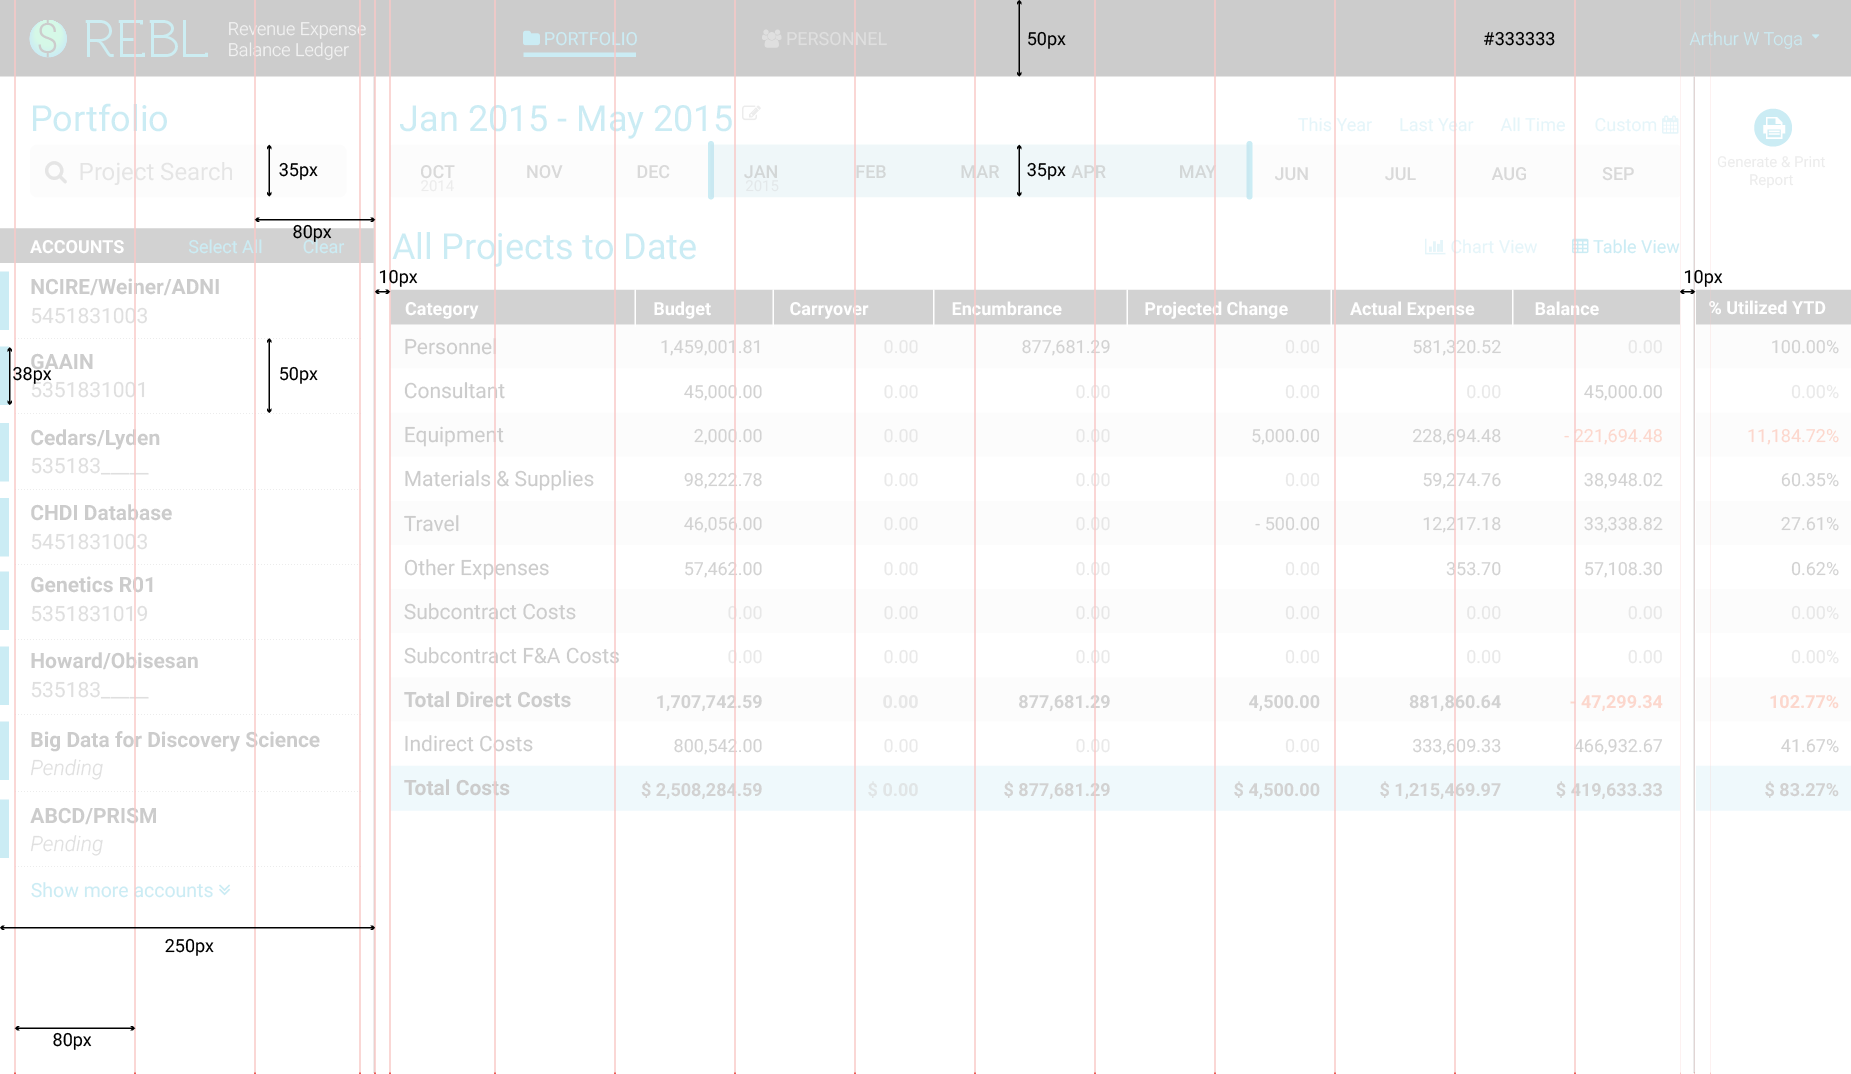 $ REBL
Revenue Expense
Balance Ledger
PORTFOLIO
PERSONNEL
50px
#333333
Arthur W Toga
Portfolio
Project Search
35px
80px
Jan 2015 - May 2015
This Year Last Year All Time Custom
OCT NOV DEC JAN FEB MAR APR MAY JUN JUL AUG SEP
2014 2015
35px
Generate & Print
Report
ACCOUNTS Select All Clear
NCIRE/Weiner/ADNI
5451831003
GAAIN
5351831001
38px
50px
Cedars/Lyden
535183_____
CHDI Database
5451831003
Genetics R01
5351831019
Howard/Obisesan
535183_____
Big Data for Discovery Science
Pending
ABCD/PRISM
Pending
Show more accounts
250px
80px
All Projects to Date
Chart View
Table View
10px
10px
Category Budget Carryover Encumbrance Projected Change Actual Expense Balance % Utilized YTD
Personnel 1,459,001.81 0.00 877,681.29 0.00 581,320.52 0.00 100.00%
Consultant 45,000.00 0.00 0.00 0.00 0.00 45,000.00 0.00%
Equipment 2,000.00 0.00 0.00 5,000.00 228,694.48 - 221,694.48 11,184.72%
Materials & Supplies 98,222.78 0.00 0.00 0.00 59,274.76 38,948.02 60.35%
Travel 46,056.00 0.00 0.00 - 500.00 12,217.18 33,338.82 27.61%
Other Expenses 57,462.00 0.00 0.00 0.00 353.70 57,108.30 0.62%
Subcontract Costs 0.00 0.00 0.00 0.00 0.00 0.00 0.00%
Subcontract F&A Costs 0.00 0.00 0.00 0.00 0.00 0.00 0.00%
Total Direct Costs 1,707,742.59 0.00 877,681.29 4,500.00 881,860.64 - 47,299.34 102.77%
Indirect Costs 800,542.00 0.00 0.00 0.00 333,609.33 466,932.67 41.67%
Total Costs $ 2,508,284.59 $ 0.00 $ 877,681.29 $ 4,500.00 $ 1,215,469.97 $ 419,633.33 $ 83.27%